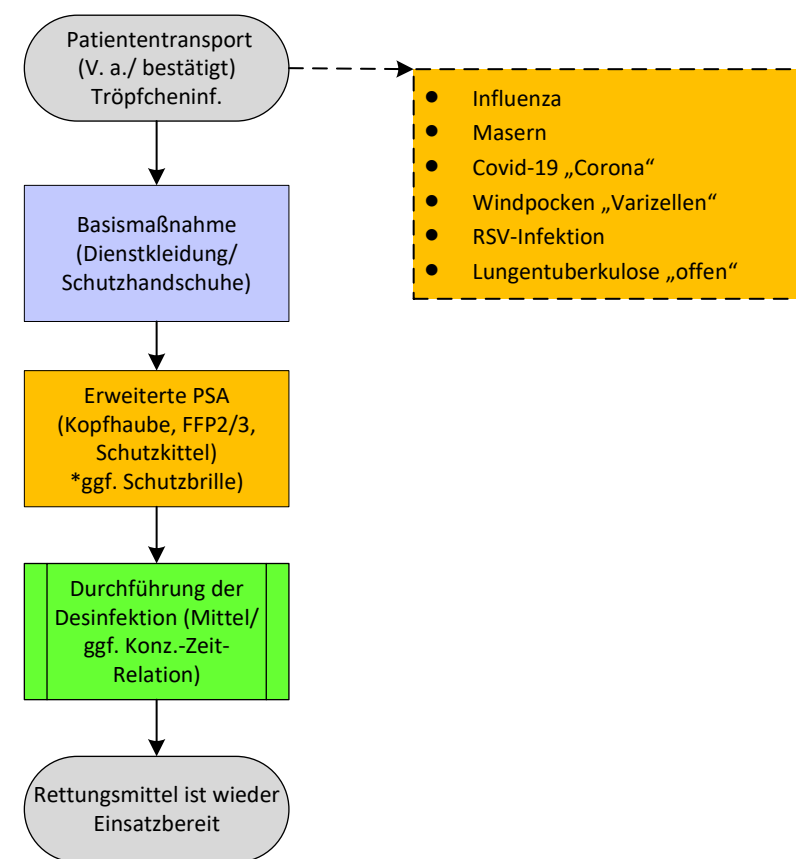 Patiententransport
(V. a./ bestätigt)
Tröpfcheninf.
● Influenza
● Masern
● Covid-19 „Corona“
● Windpocken „Varizellen“
● RSV-Infektion
● Lungentuberkulose „offen“
Basismaßnahme
(Dienstkleidung/
Schutzhandschuhe)
Erweiterte PSA
(Kopfhaube, FFP2/3,
Schutzkittel)
*ggf. Schutzbrille)
Durchführung der
Desinfektion (Mittel/
ggf. Konz.-Zeit-
Relation)
Rettungsmittel ist wieder
Einsatzbereit